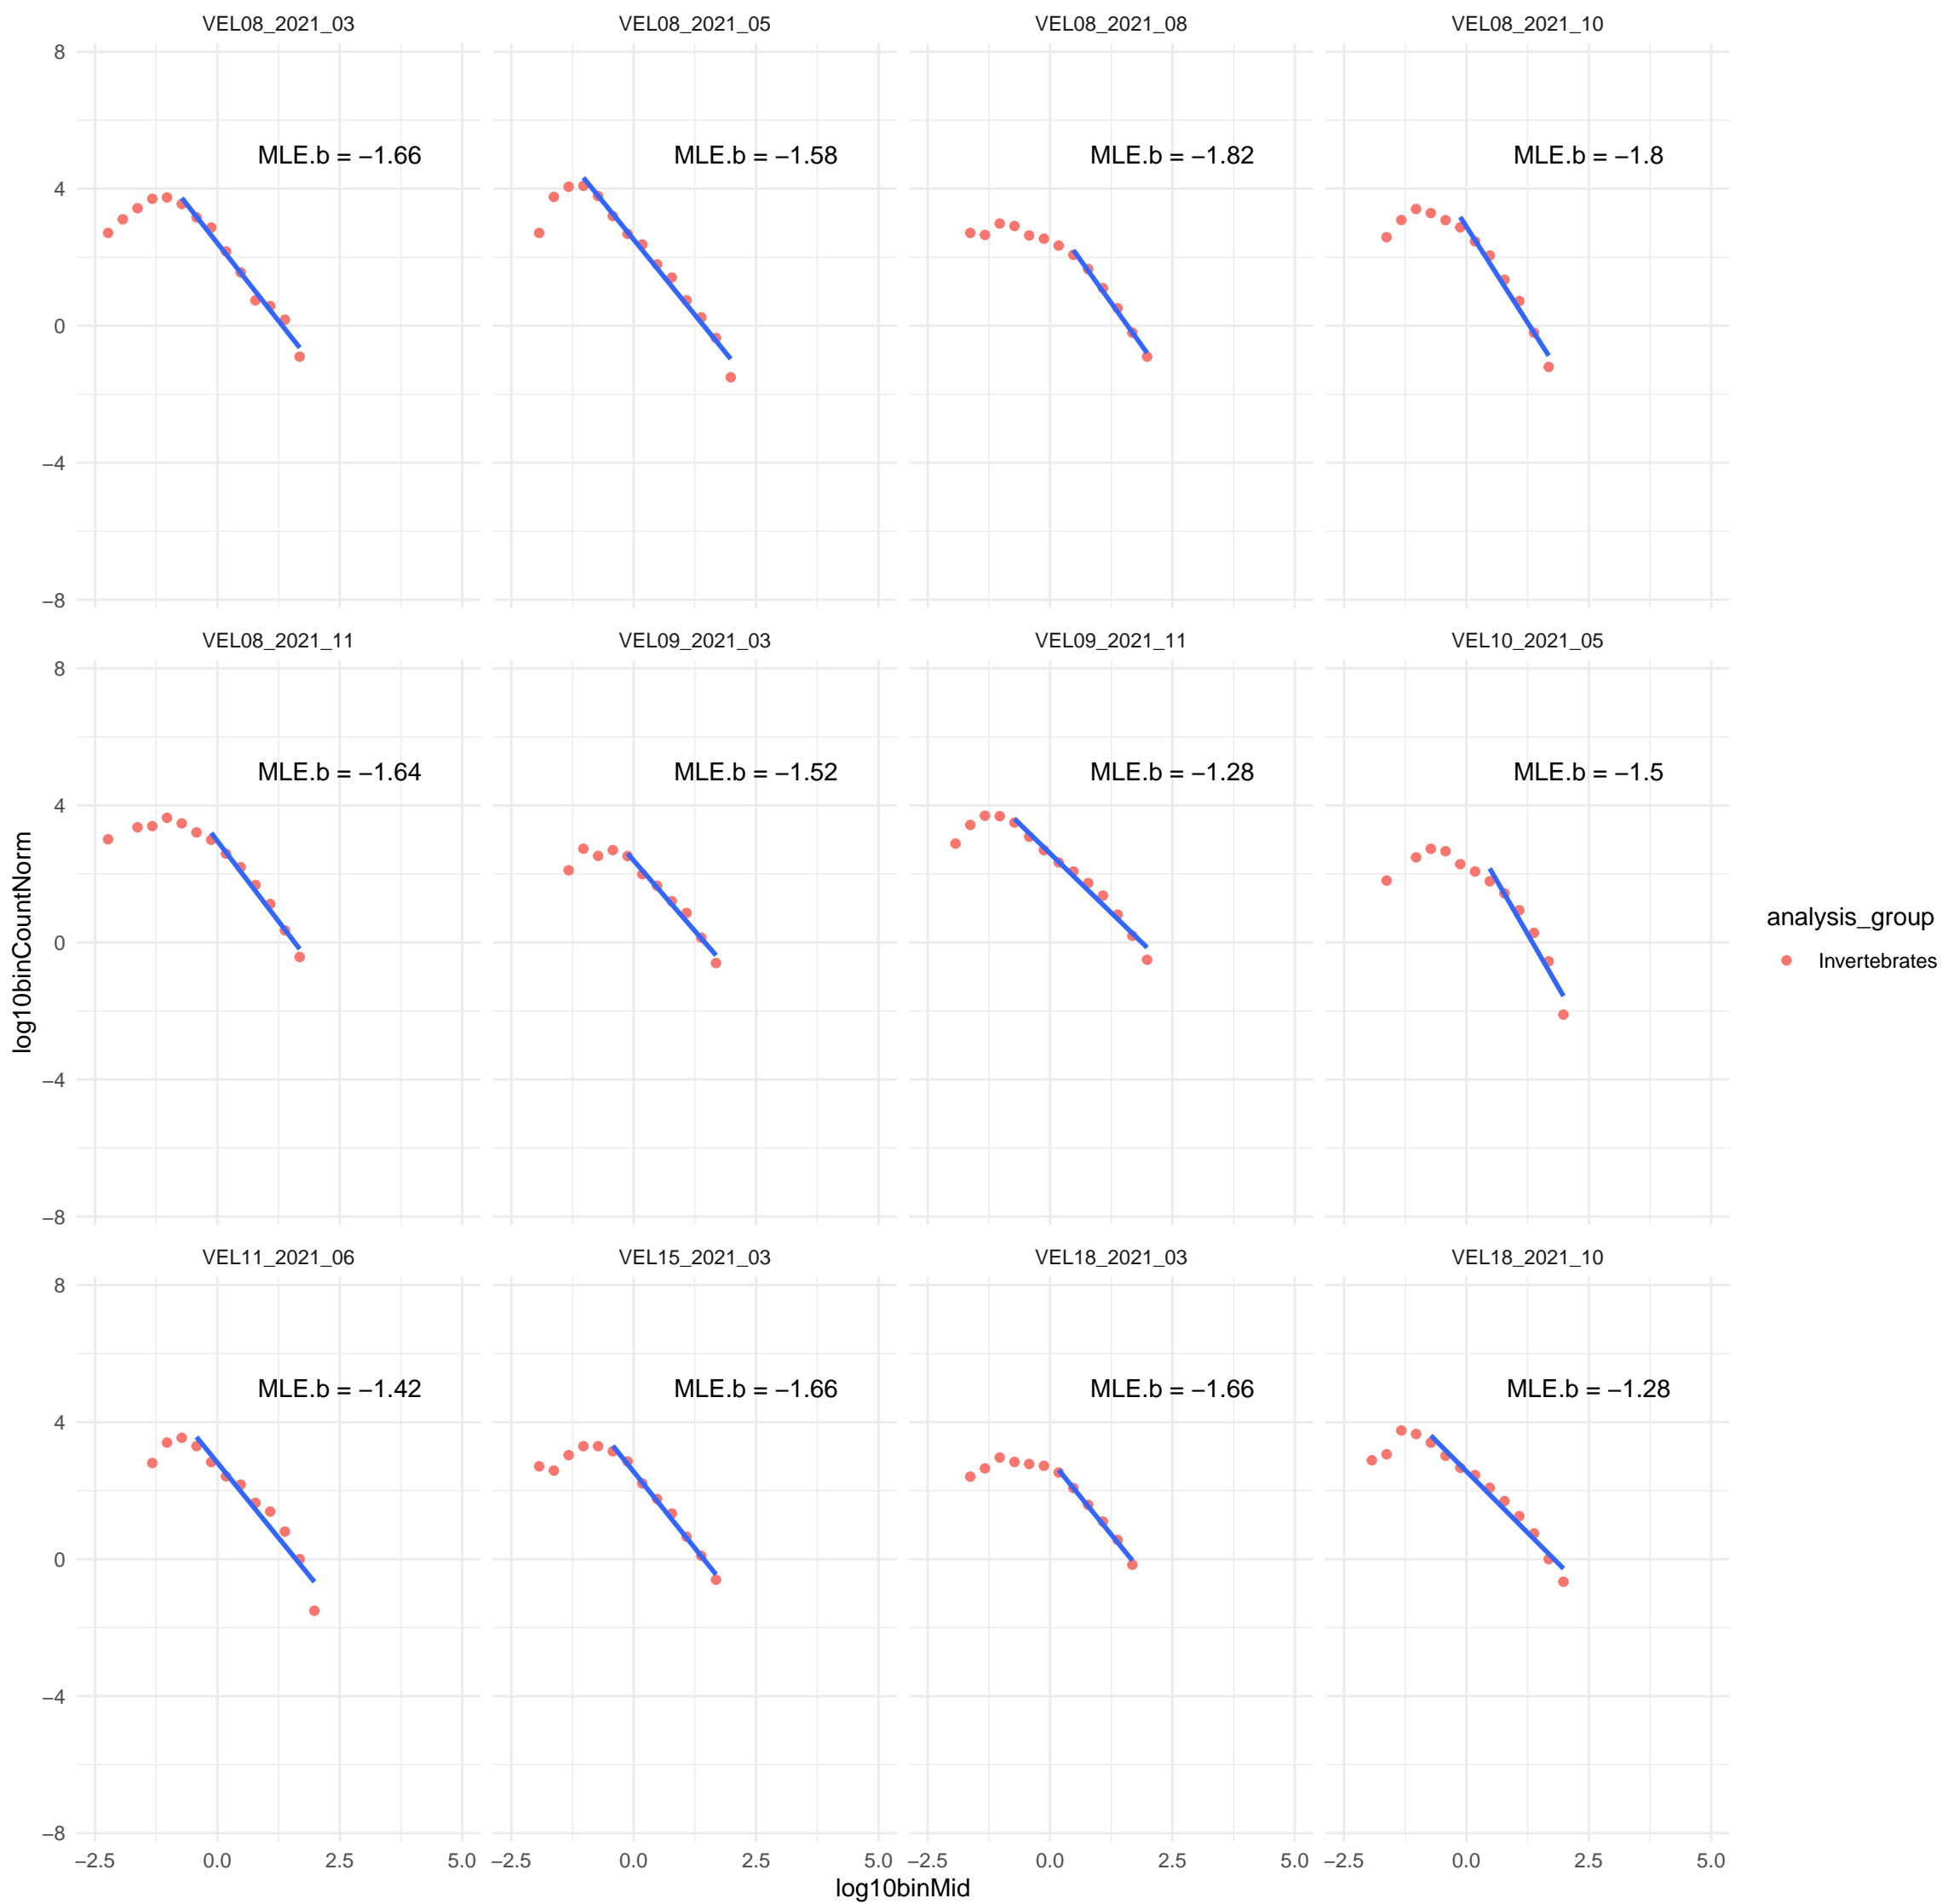 VEL08_2021_03 VEL08_2021_05 VEL08_2021_08 VEL08_2021_10
8
MLE.b = −1.66 MLE.b = −1.58 MLE.b = −1.82 MLE.b = −1.8
4
0
−4
−8
VEL08_2021_11 VEL09_2021_03 VEL09_2021_11 VEL10_2021_05
8
MLE.b = −1.64 MLE.b = −1.52 MLE.b = −1.28 MLE.b = −1.5
4
log10binCountNorm
analysis_group
0
Invertebrates
−4
−8
VEL11_2021_06 VEL15_2021_03 VEL18_2021_03 VEL18_2021_10
8
MLE.b = −1.42 MLE.b = −1.66 MLE.b = −1.66 MLE.b = −1.28
4
0
−4
−8
−2.5 0.0 2.5 5.0 −2.5 0.0 2.5 5.0 −2.5 0.0 2.5 5.0 −2.5 0.0 2.5 5.0
log10binMid